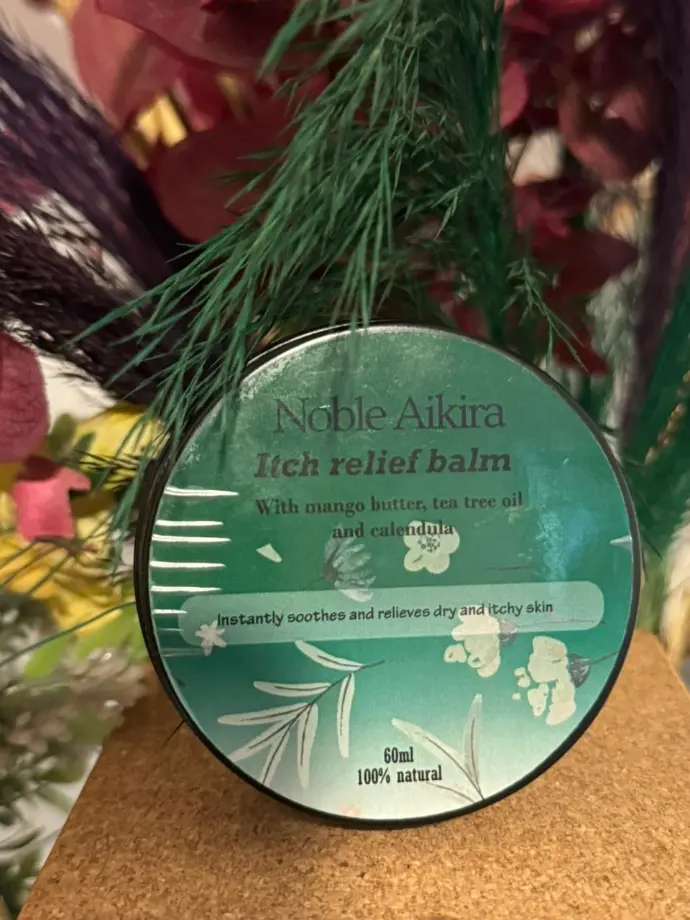 Noble Aikira
Itch relief balm
With mango butter, tea tree oil
and calendula
Instantly soothes and relieves dry and itchy skin
60ml
100% natural